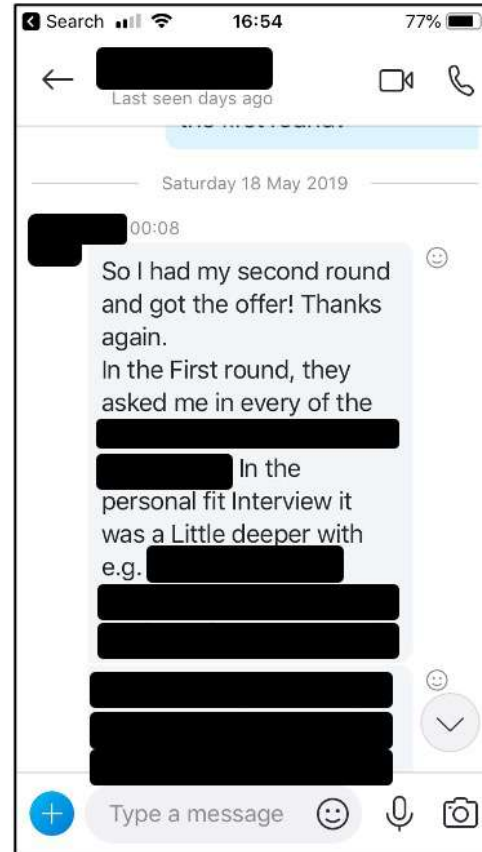 Search 16:54 77%
Last seen days ago
Saturday 18 May 2019
00:08
So I had my second round
and got the offer! Thanks
again.
In the First round, they
asked me in every of the
In the
personal fit Interview it
was a Little deeper with
e.g.
Type a message